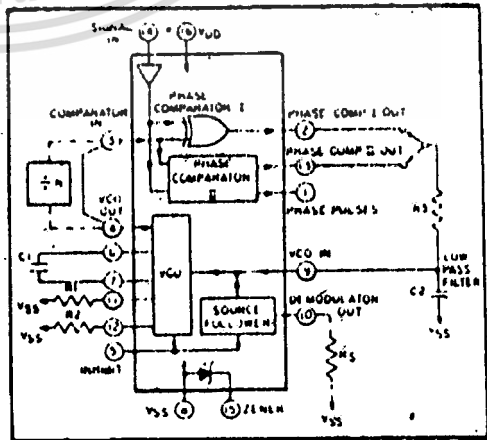 SIGNAL IN
14
16
VDD
PHASE COMPARATOR I
COMPARATOR IN
3
PHASE COMP I OUT
2
PHASE COMP II OUT
13
÷ N
PHASE COMPARATOR II
1
PHASE PULSES
VCO OUT
4
R3
6
C1
7
VCO
VCO IN
9
LOW PASS FILTER
VSS
R1
11
C2
VSS
R2
12
SOURCE FOLLOWER
DEMODULATOR OUT
10
VSS
INHIBIT
5
RS
VSS
8
15
ZENER
VSS